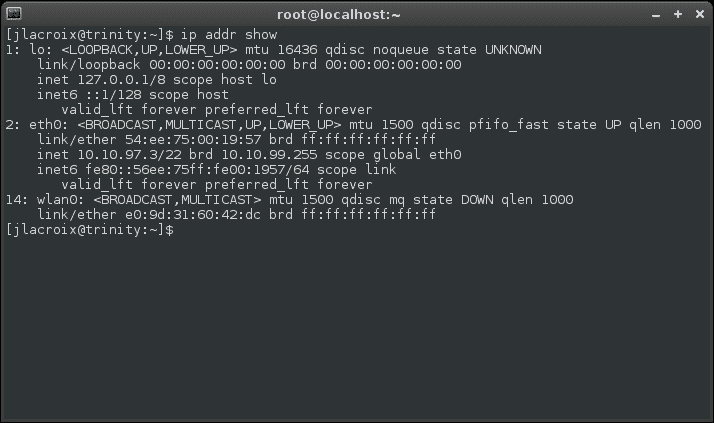 root@localhost:~
[jlacroix@trinity:~]$ ip addr show
1: lo: <LOOPBACK,UP,LOWER_UP> mtu 16436 qdisc noqueue state UNKNOWN
    link/loopback 00:00:00:00:00:00 brd 00:00:00:00:00:00
    inet 127.0.0.1/8 scope host lo
    inet6 ::1/128 scope host
       valid_lft forever preferred_lft forever
2: eth0: <BROADCAST,MULTICAST,UP,LOWER_UP> mtu 1500 qdisc pfifo_fast state UP qlen 1000
    link/ether 54:ee:75:00:19:57 brd ff:ff:ff:ff:ff:ff
    inet 10.10.97.3/22 brd 10.10.99.255 scope global eth0
    inet6 fe80::56ee:75ff:fe00:1957/64 scope link
       valid_lft forever preferred_lft forever
14: wlan0: <BROADCAST,MULTICAST> mtu 1500 qdisc mq state DOWN qlen 1000
    link/ether e0:9d:31:60:42:dc brd ff:ff:ff:ff:ff:ff
[jlacroix@trinity:~]$